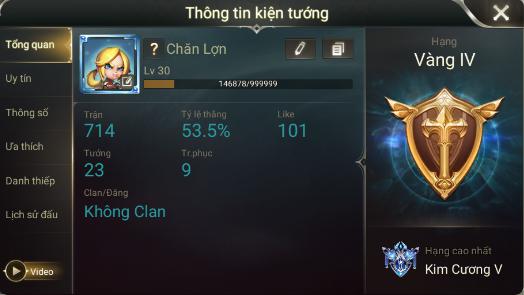 Thông tin kiện tướng
Tổng quan
Uy tín
Thông số
Ưa thích
Danh thiếp
Lịch sử đấu
Video
? Chăn Lợn
Lv 30
146878/999999
Trận Tỷ lệ thắng Like
714 53.5% 101
Tướng Tr.phục
23 9
Clan/Đảng
Không Clan
Hạng
Vàng IV
Hạng cao nhất
Kim Cương V